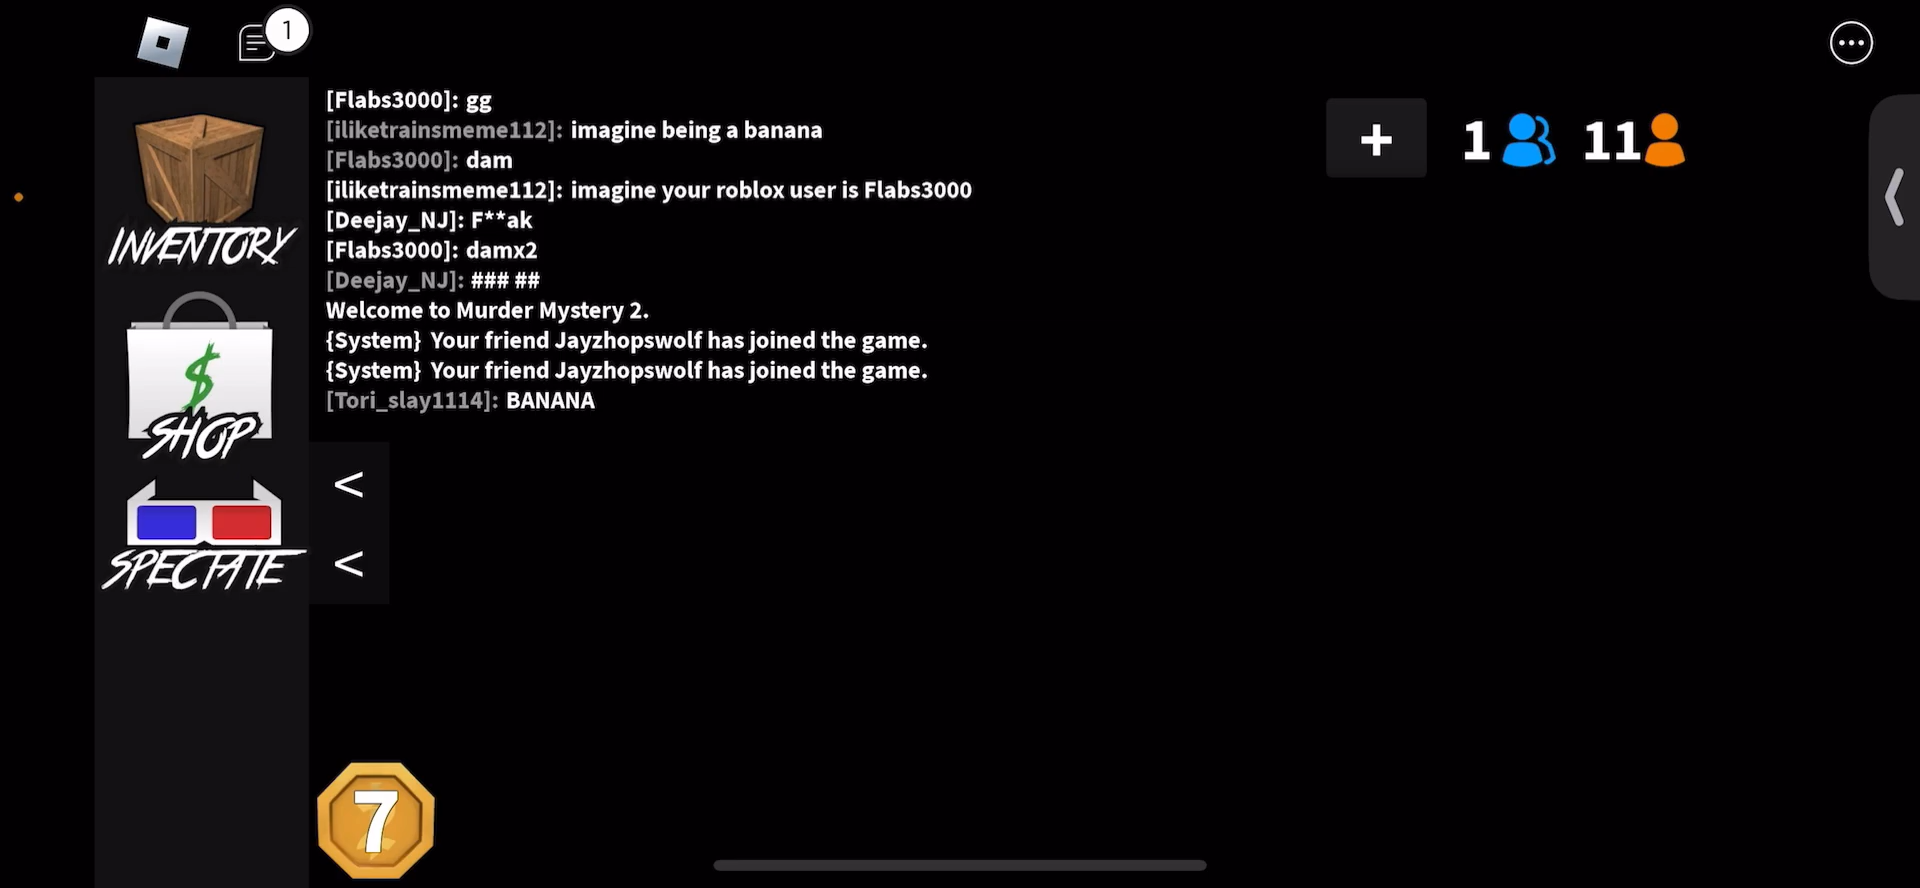 1
[Flabs3000]: gg
[iliketrainsmeme112]: imagine being a banana
[Flabs3000]: dam
[iliketrainsmeme112]: imagine your roblox user is Flabs3000
[Deejay_NJ]: F**ak
[Flabs3000]: damx2
[Deejay_NJ]: ### ##
Welcome to Murder Mystery 2.
{System} Your friend Jayzhopswolf has joined the game.
{System} Your friend Jayzhopswolf has joined the game.
[Tori_slay1114]: BANANA
+ 1 11
INVENTORY
$
SHOP
SPECTATE
<
<
7